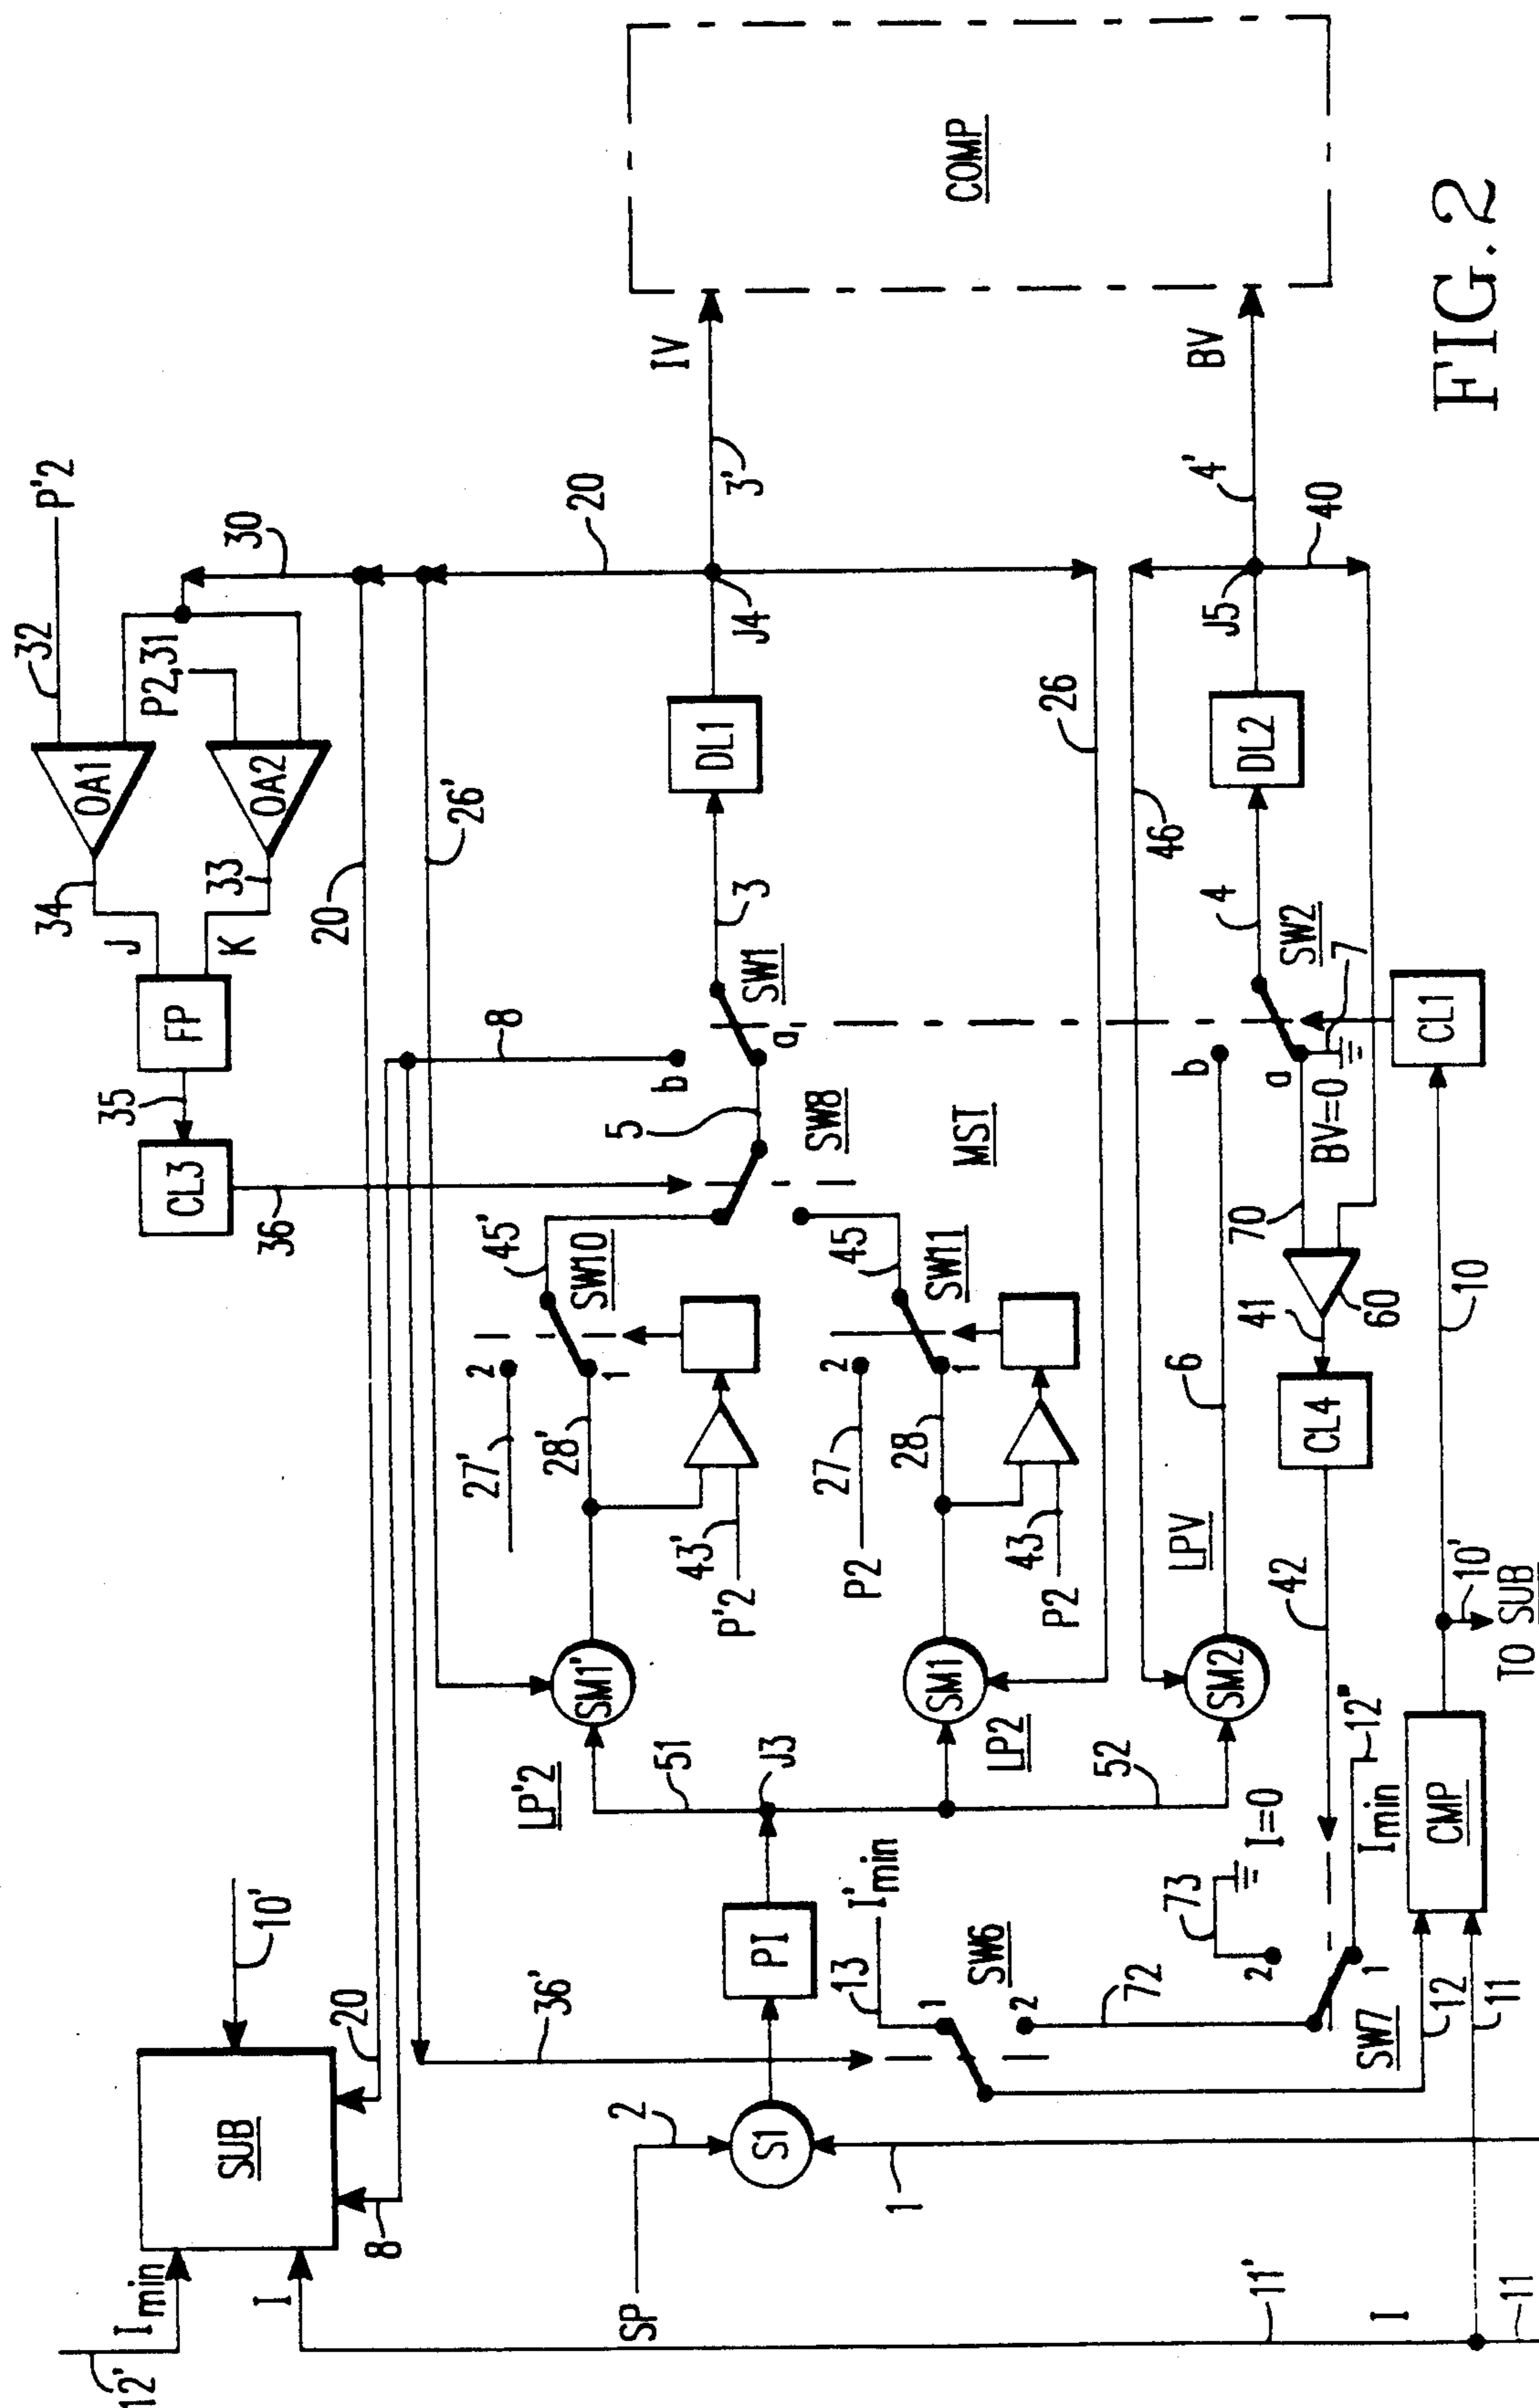 12'
I min
I
SUB
10'
20
8
36'
20
26'
8
36
CL3
35
FP
34
J
33
K
OA1
OA2
32
P2,31
P'2
30
20
SP
2
S1
1
PI
J3
51
LP'2
SM1'
43'
P'2
27'
28'
2
1
SW10
45'
5
SW8
b
a
SW1
3
DL1
J4
3'
IV
COMP
13
I'min
1
2
SW6
72
73
I=0
2
1
SW7
12
11
52
LP2
SM1
P2
43
P2
27
28
2
1
SW11
45
MST
26
SM2
LPV
6
b
a
BV=0
7
SW2
4
46
DL2
J5
4'
BV
40
42
CL4
41
60
70
12"
I min
CMP
10'
TO SUB
10
CL1
11'
I
11
FIG. 2